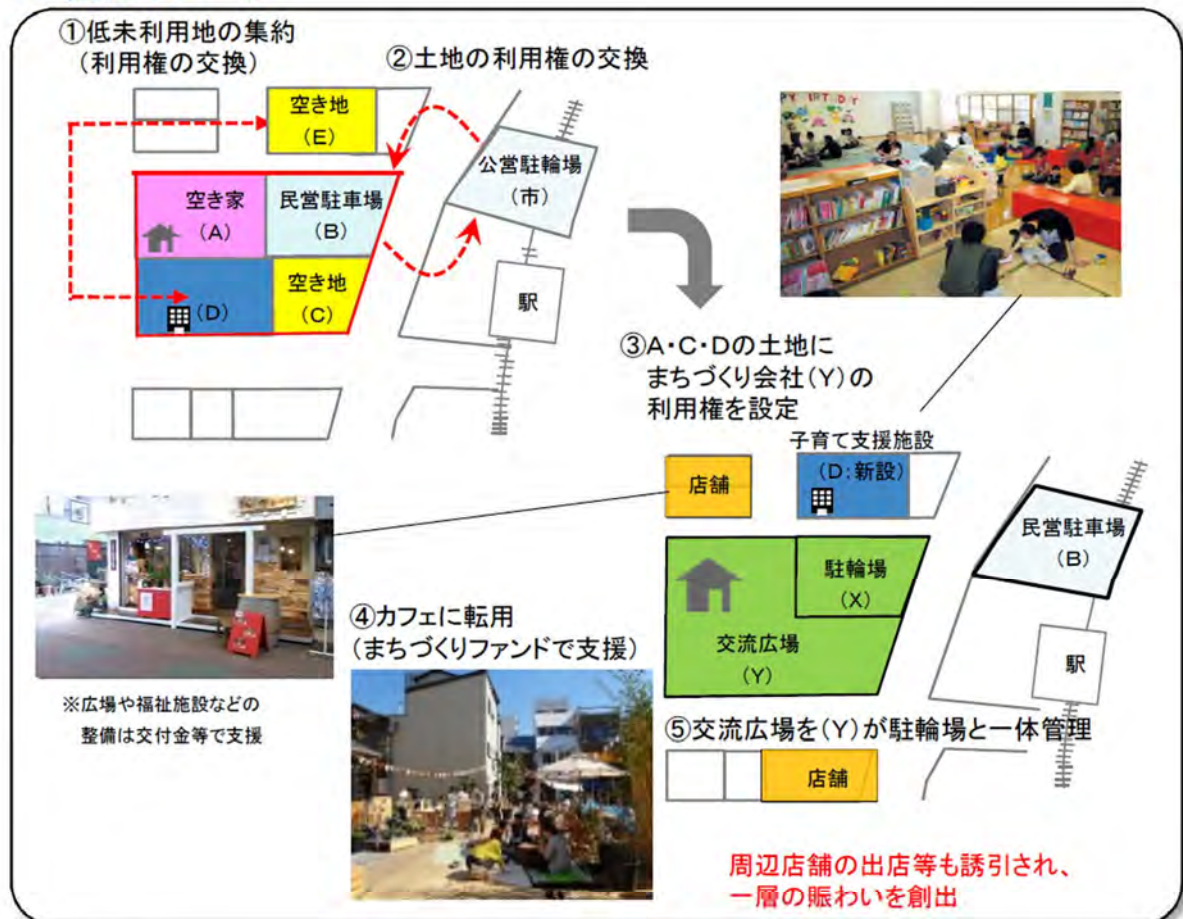 ①低未利用地の集約
(利用権の交換)
②土地の利用権の交換
空き地
(E)
公営駐輪場
(市)
空き家
(A)
民営駐車場
(B)
(D)
空き地
(C)
駅
③A・C・Dの土地に
まちづくり会社(Y)の
利用権を設定
子育て支援施設
店舗
(D:新設)
民営駐車場
(B)
駐輪場
(X)
交流広場
(Y)
駅
④カフェに転用
(まちづくりファンドで支援)
※広場や福祉施設などの
整備は交付金等で支援
⑤交流広場を(Y)が駐輪場と一体管理
店舗
周辺店舗の出店等も誘引され、
一層の賑わいを創出